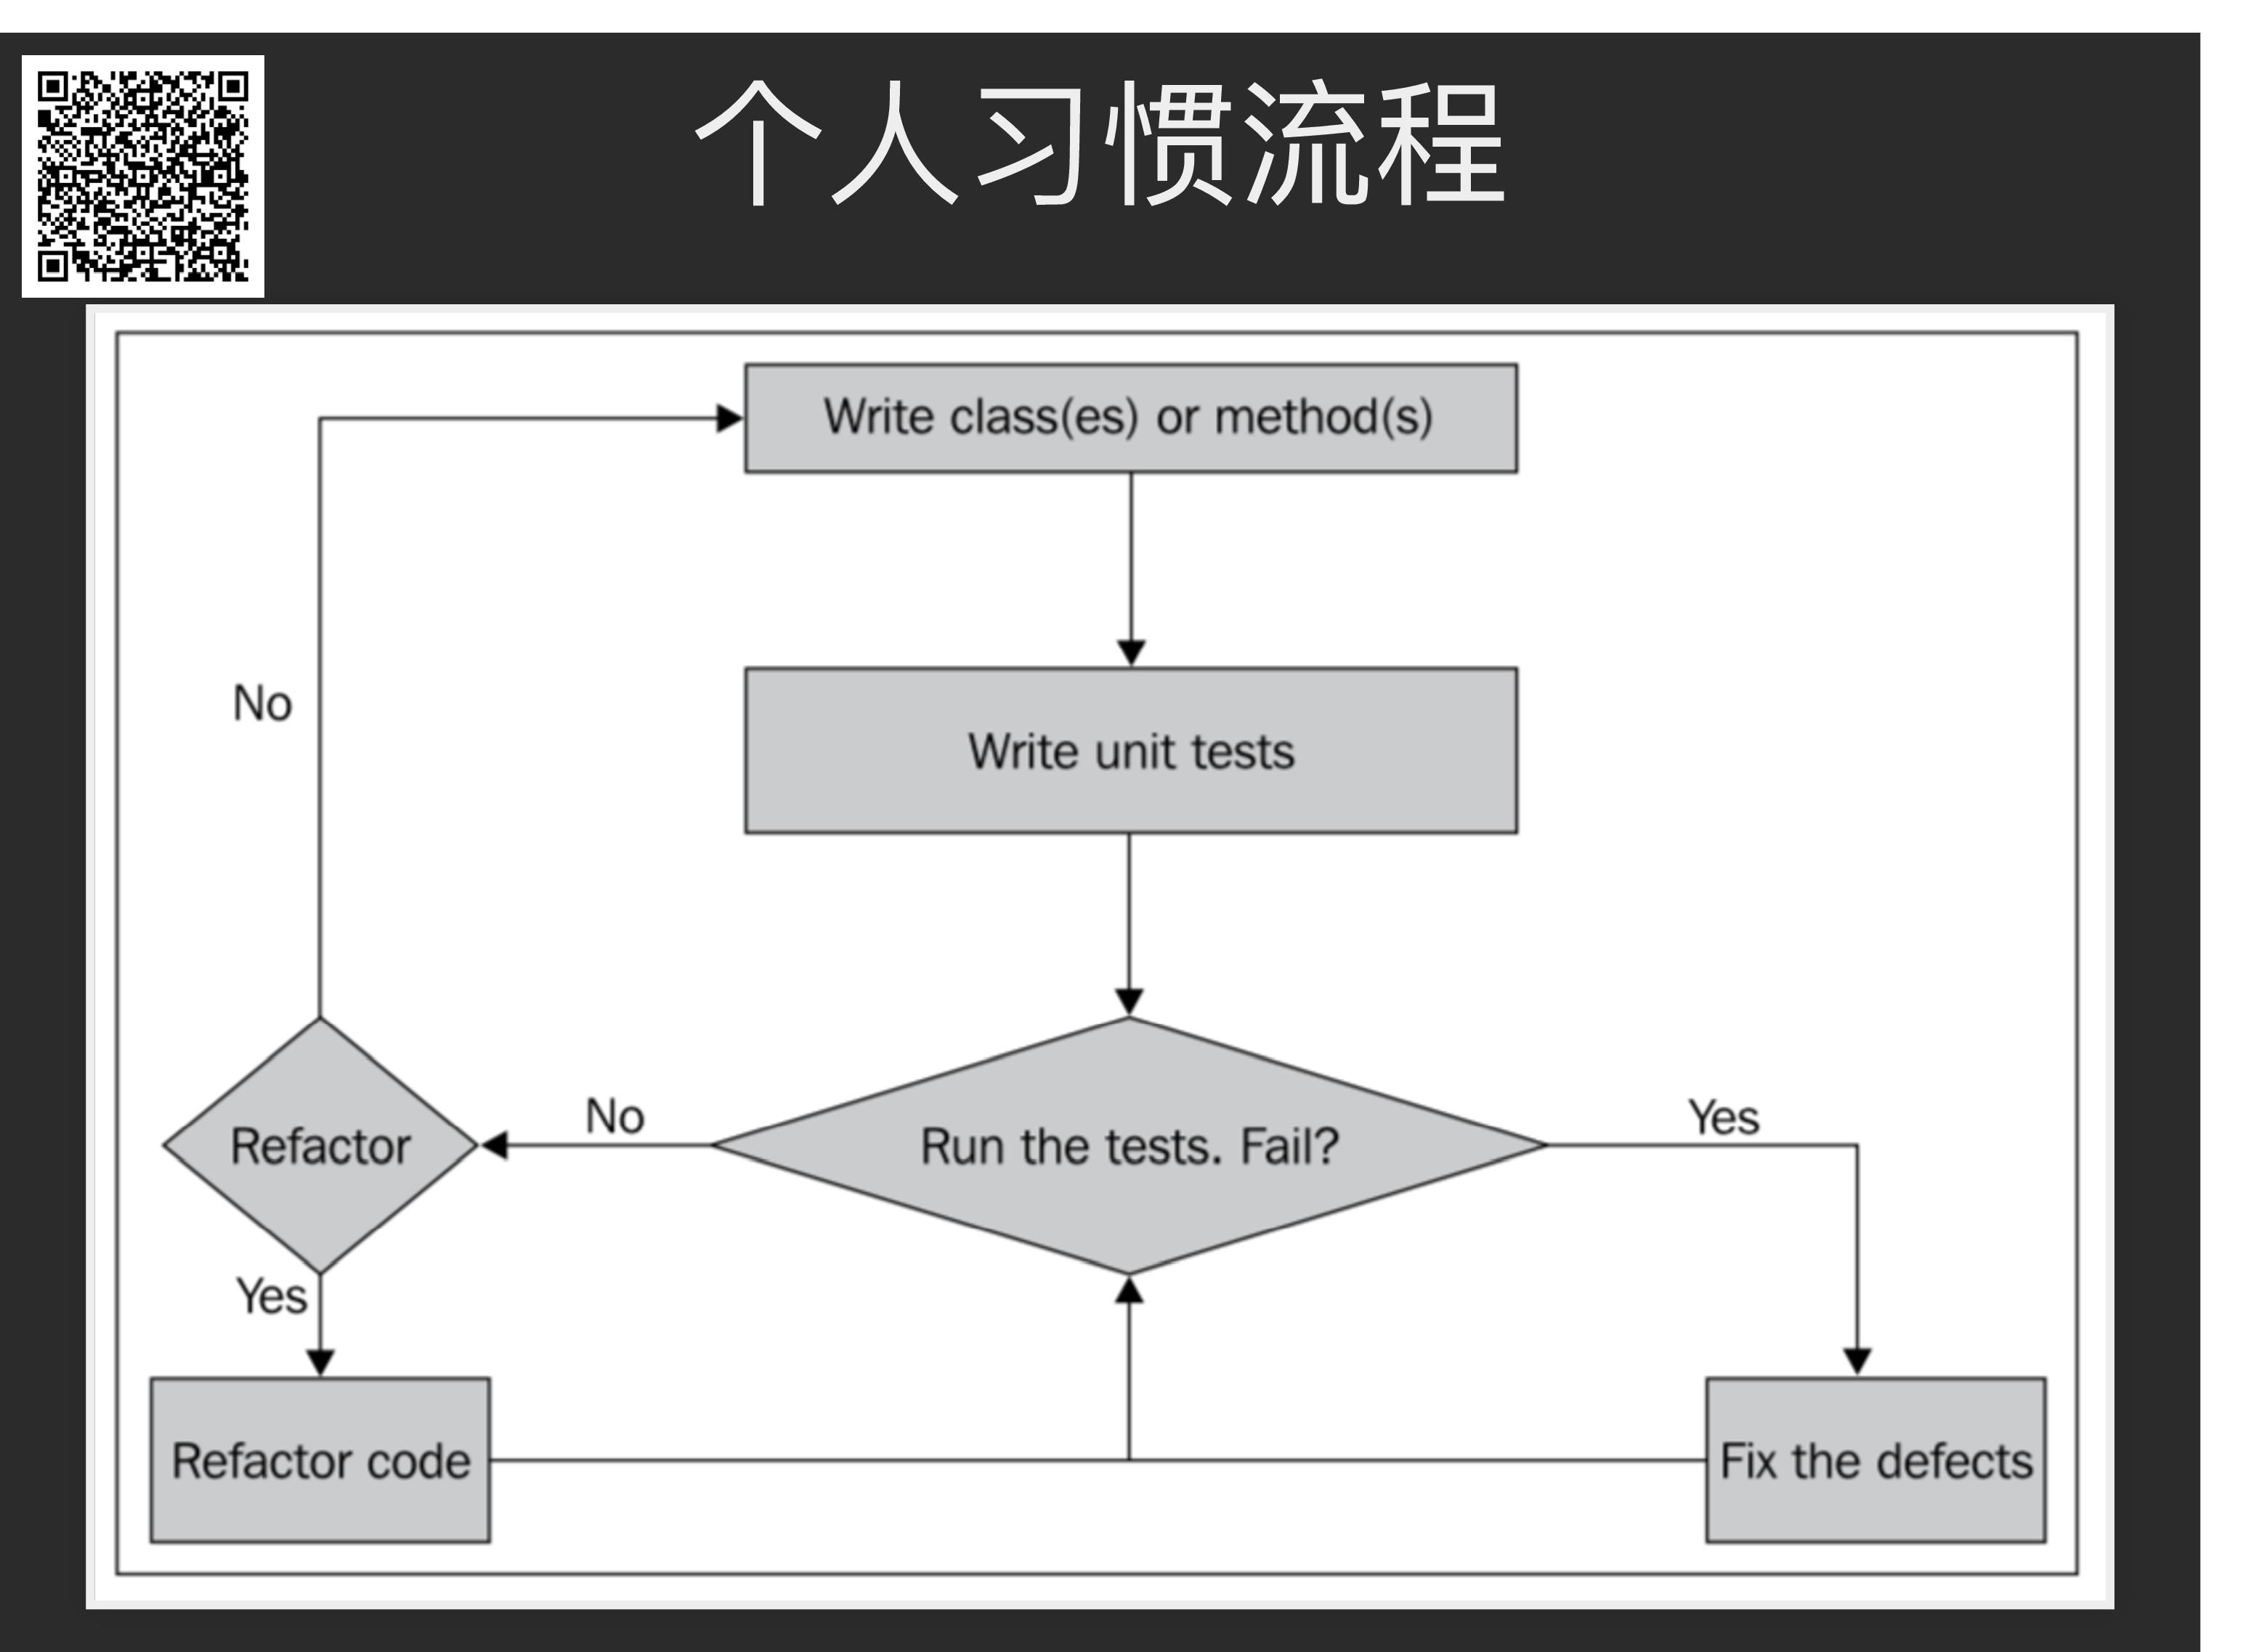 个人习惯流程
Write class(es) or method(s)
No
Write unit tests
No
Yes
Refactor
Run the tests. Fail?
Yes
Refactor code
Fix the defects